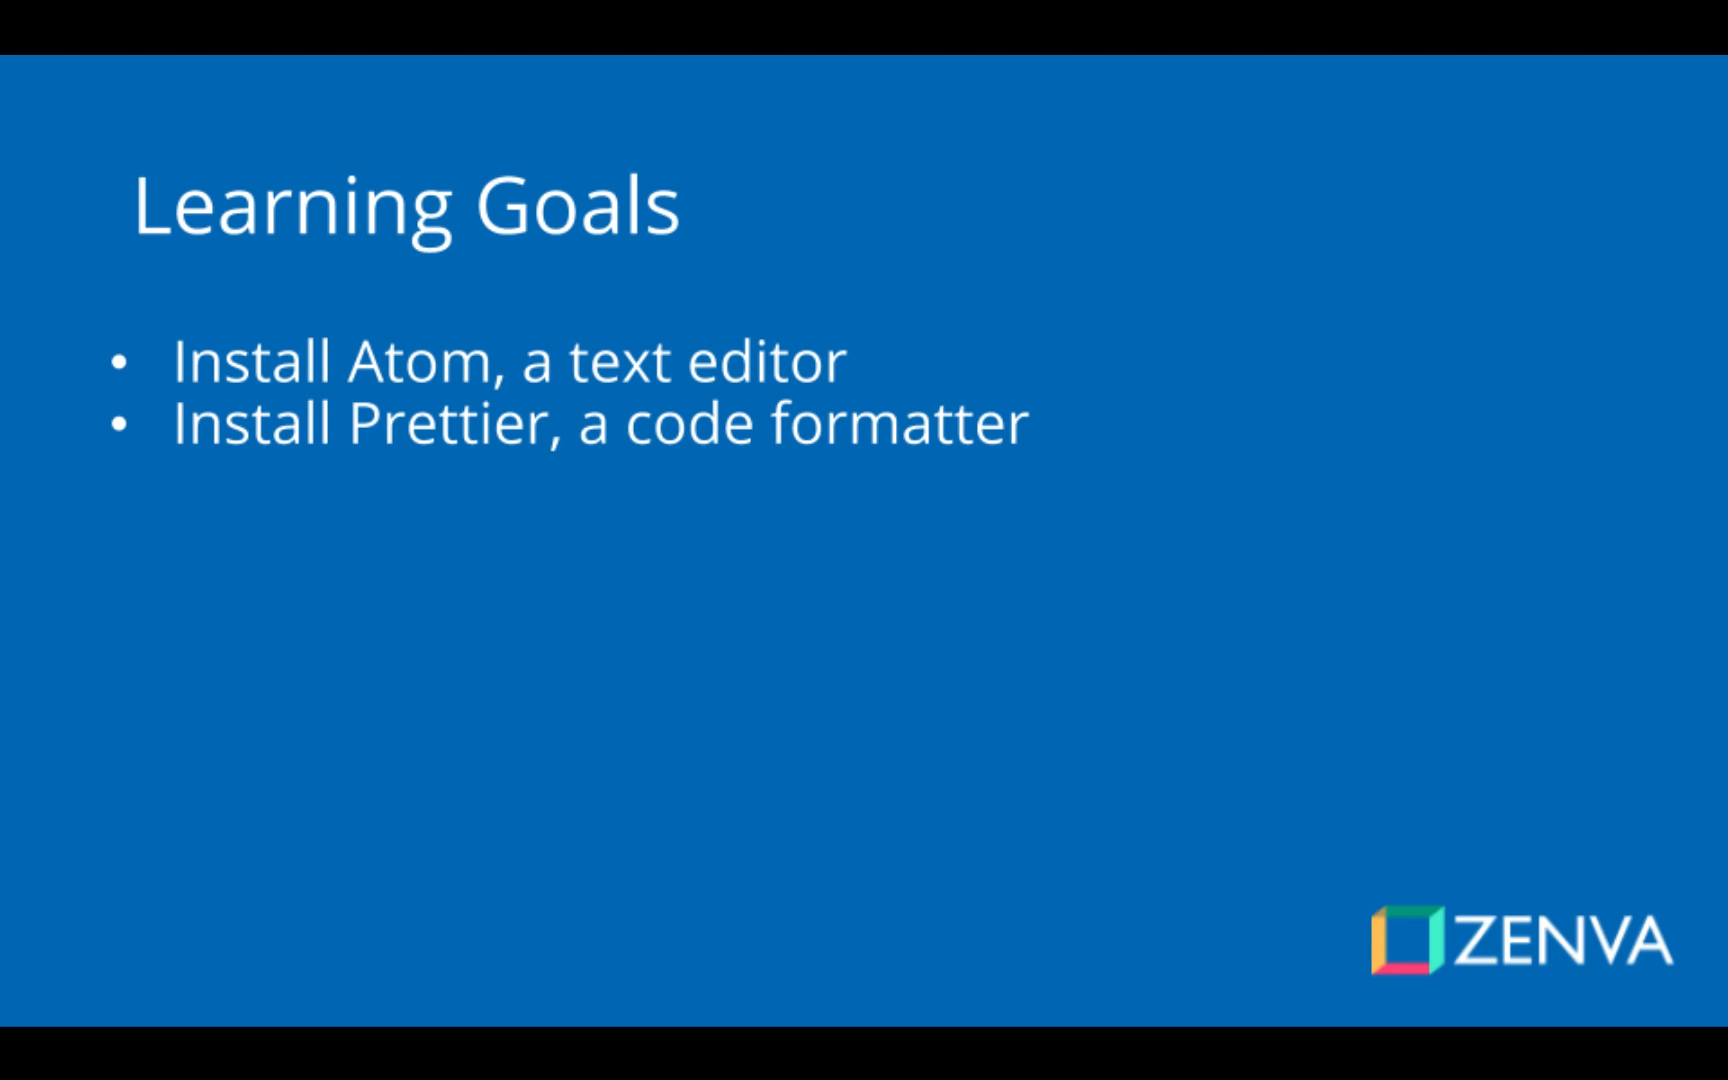 Learning Goals
• Install Atom, a text editor
• Install Prettier, a code formatter
ZENVA